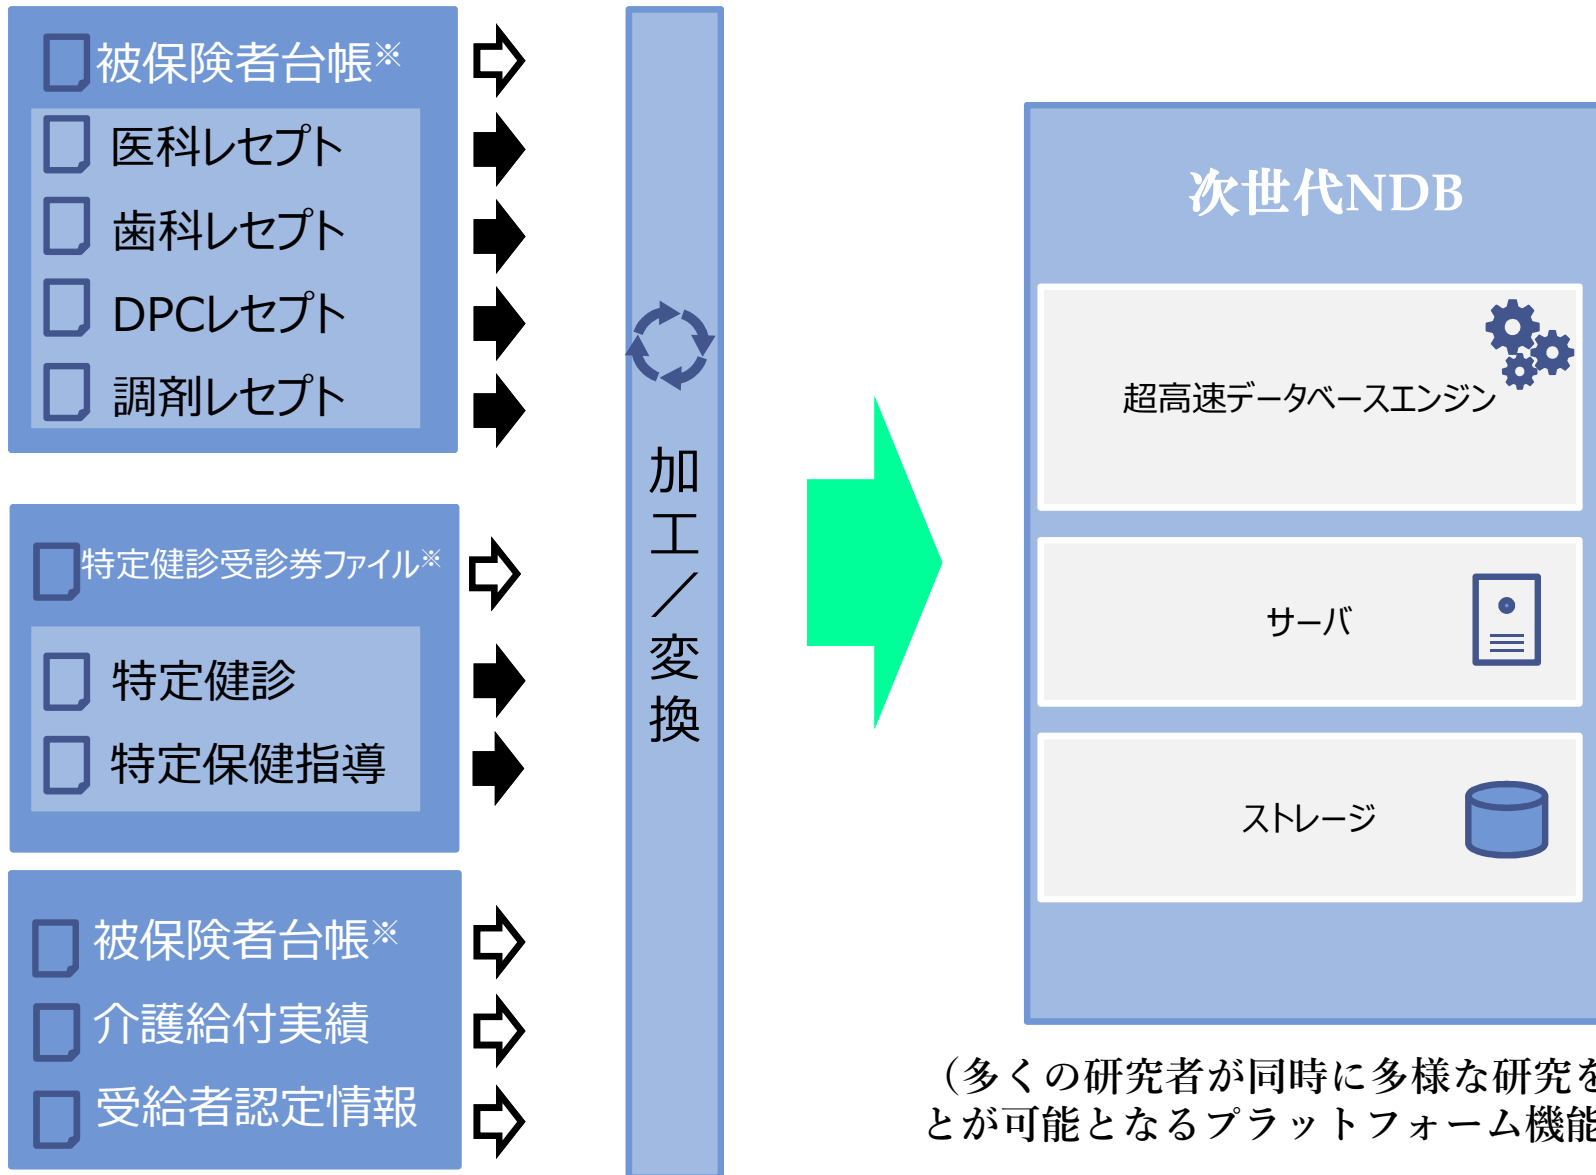 被保険者台帳※
医科レセプト
歯科レセプト
DPCレセプト
調剤レセプト
特定健診受診券ファイル※
特定健診
特定保健指導
被保険者台帳※
介護給付実績
受給者認定情報
加工／変換
次世代NDB
超高速データベースエンジン
サーバ
ストレージ
（多くの研究者が同時に多様な研究を
とが可能となるプラットフォーム機能